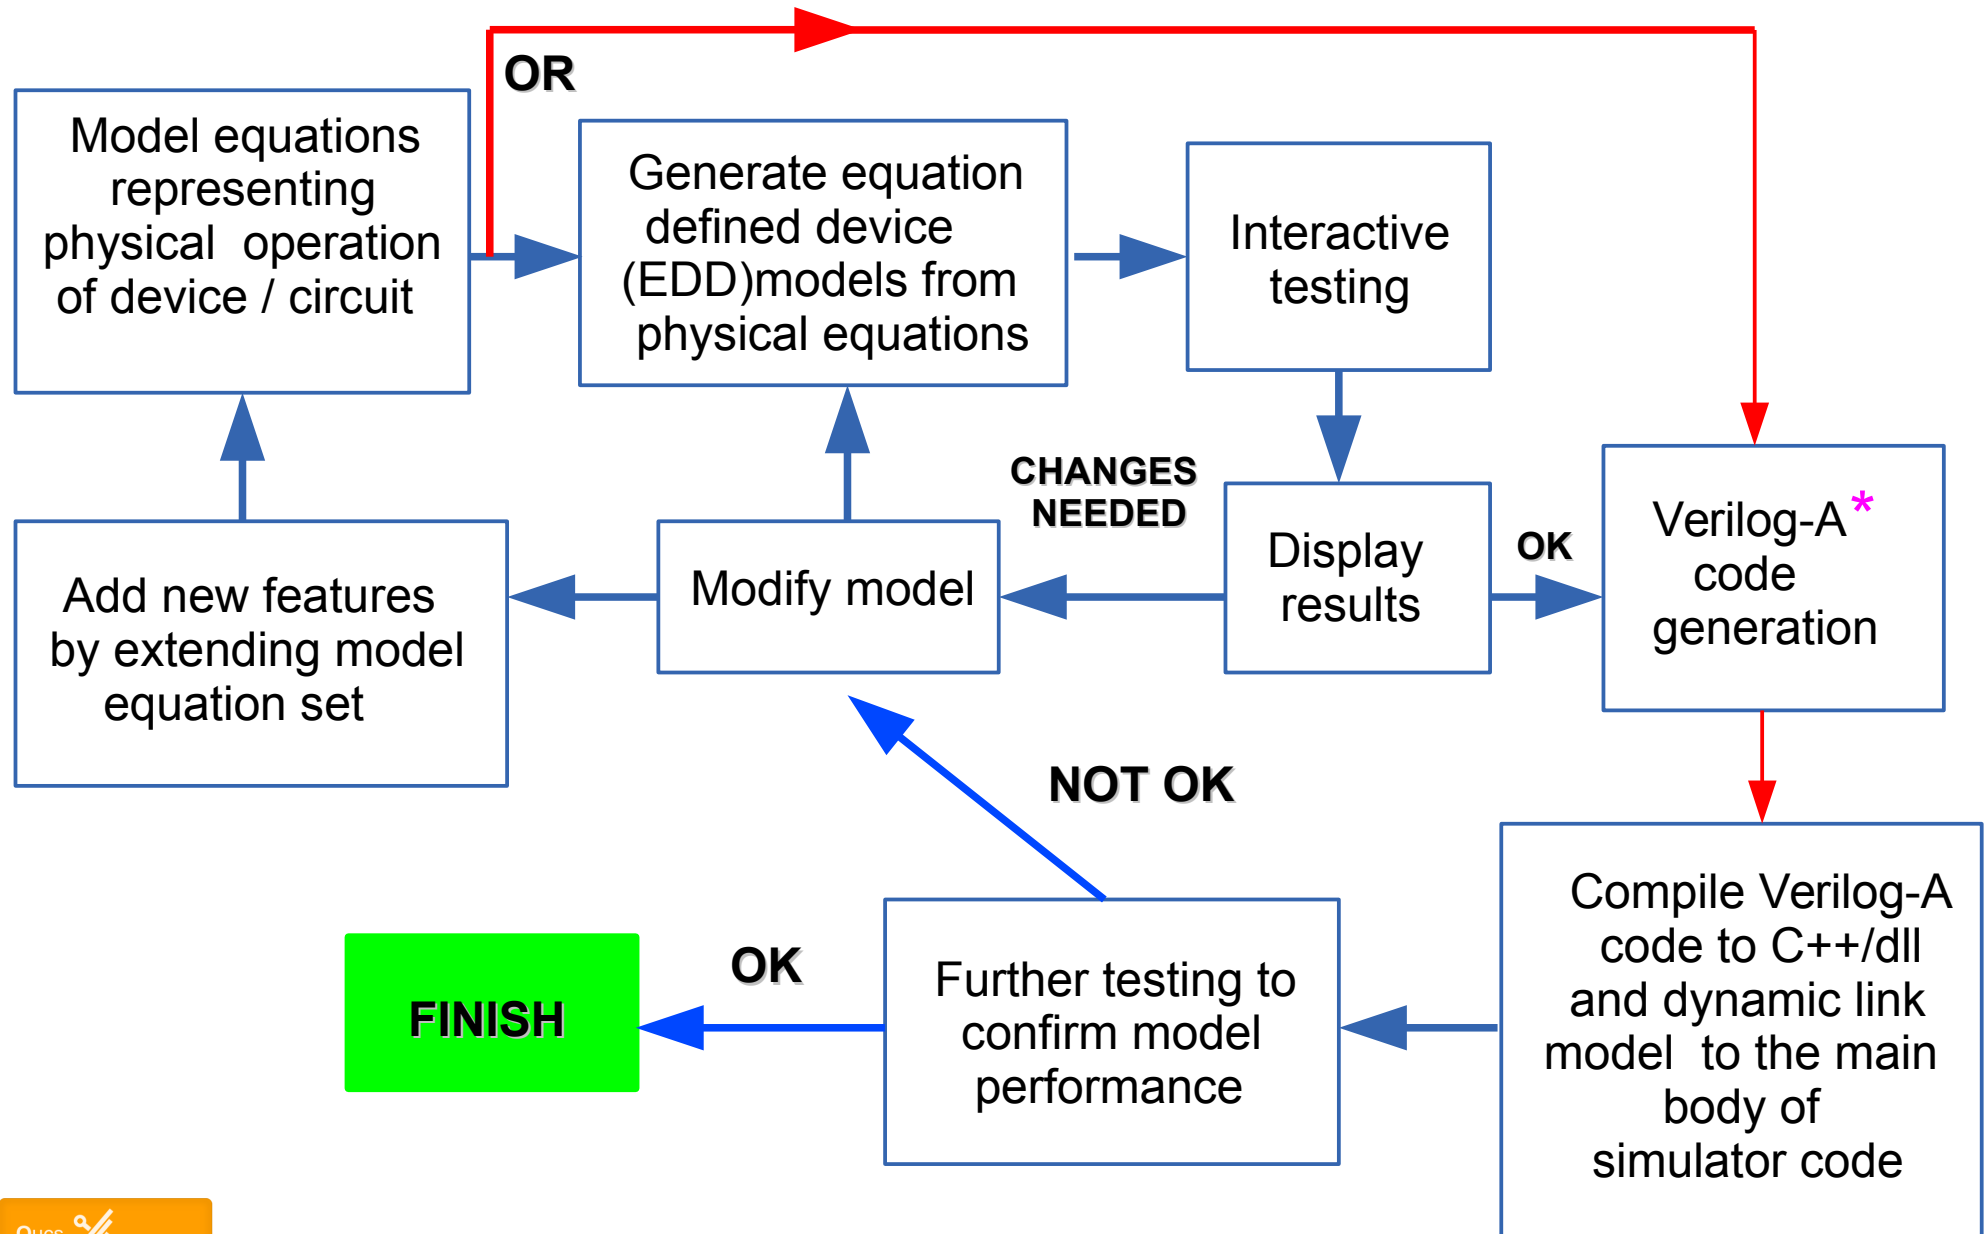 OR
Model equations
representing
physical operation
of device / circuit
Generate equation
defined device
(EDD)models from
physical equations
Interactive
testing
CHANGES
NEEDED
Display
results
OK
Verilog-A*
code
generation
Modify model
Add new features
by extending model
equation set
NOT OK
Compile Verilog-A
code to C++/dll
and dynamic link
model to the main
body of
simulator code
Further testing to
confirm model
performance
OK
FINISH